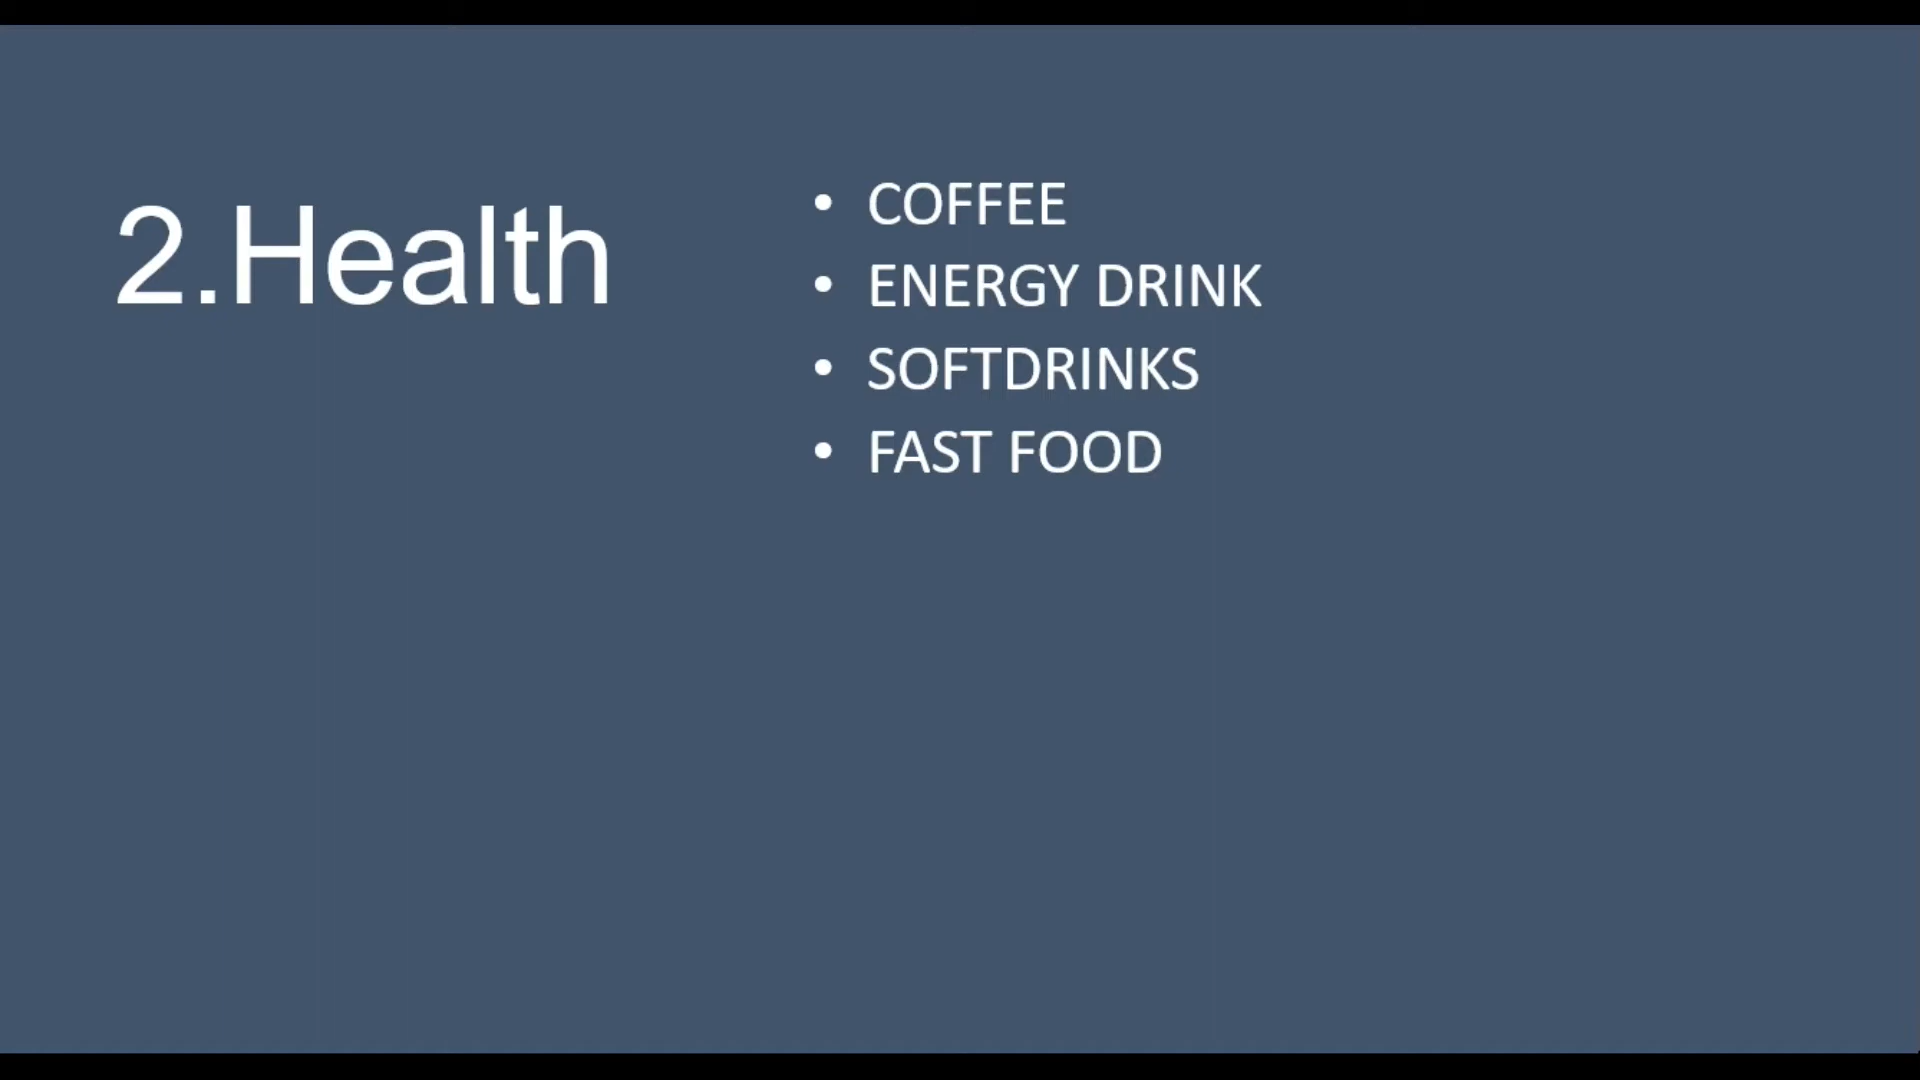 2.Health
• COFFEE
• ENERGY DRINK
• SOFTDRINKS
• FAST FOOD